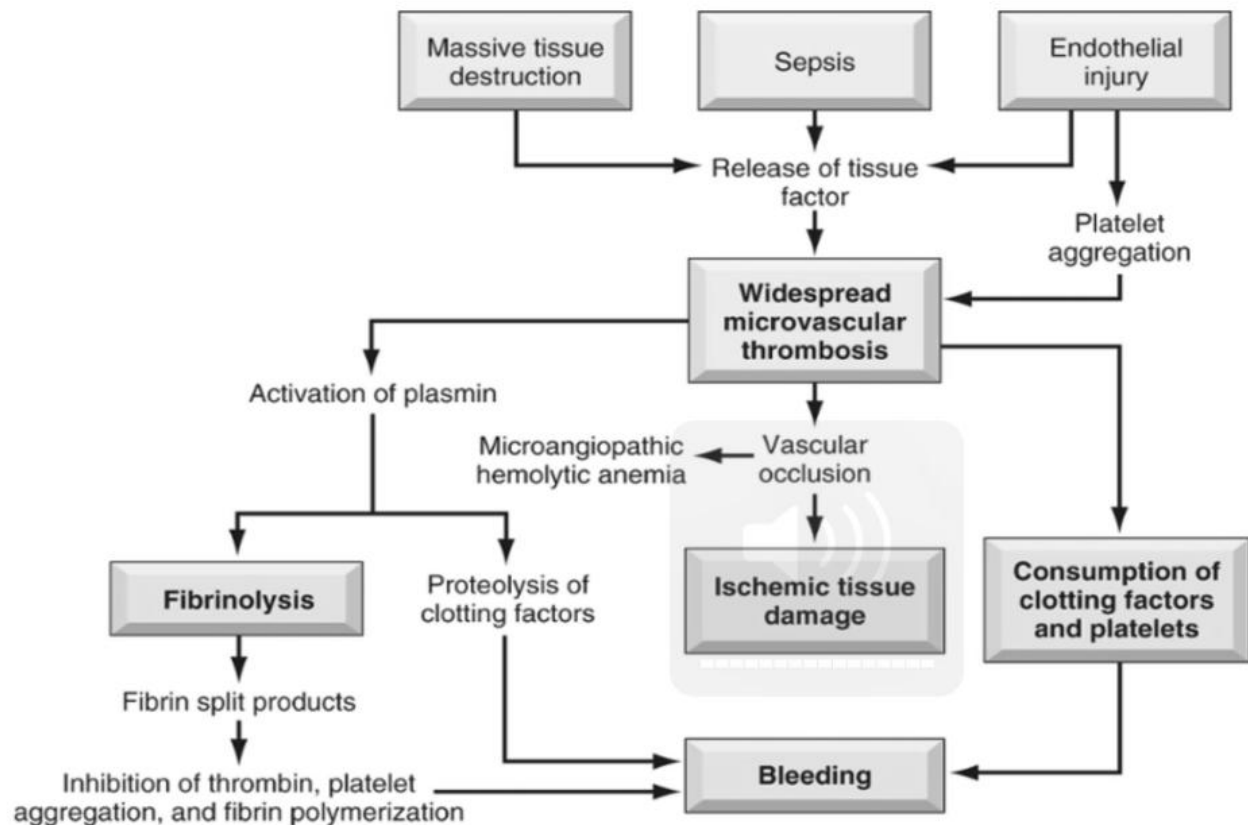 Massive tissue
destruction
Sepsis
Endothelial
injury
Release of tissue
factor
Platelet
aggregation
Widespread
microvascular
thrombosis
Activation of plasmin
Microangiopathic
hemolytic anemia
Vascular
occlusion
Fibrinolysis
Proteolysis of
clotting factors
Ischemic tissue
damage
Consumption of
clotting factors
and platelets
Fibrin split products
Bleeding
Inhibition of thrombin, platelet
aggregation, and fibrin polymerization